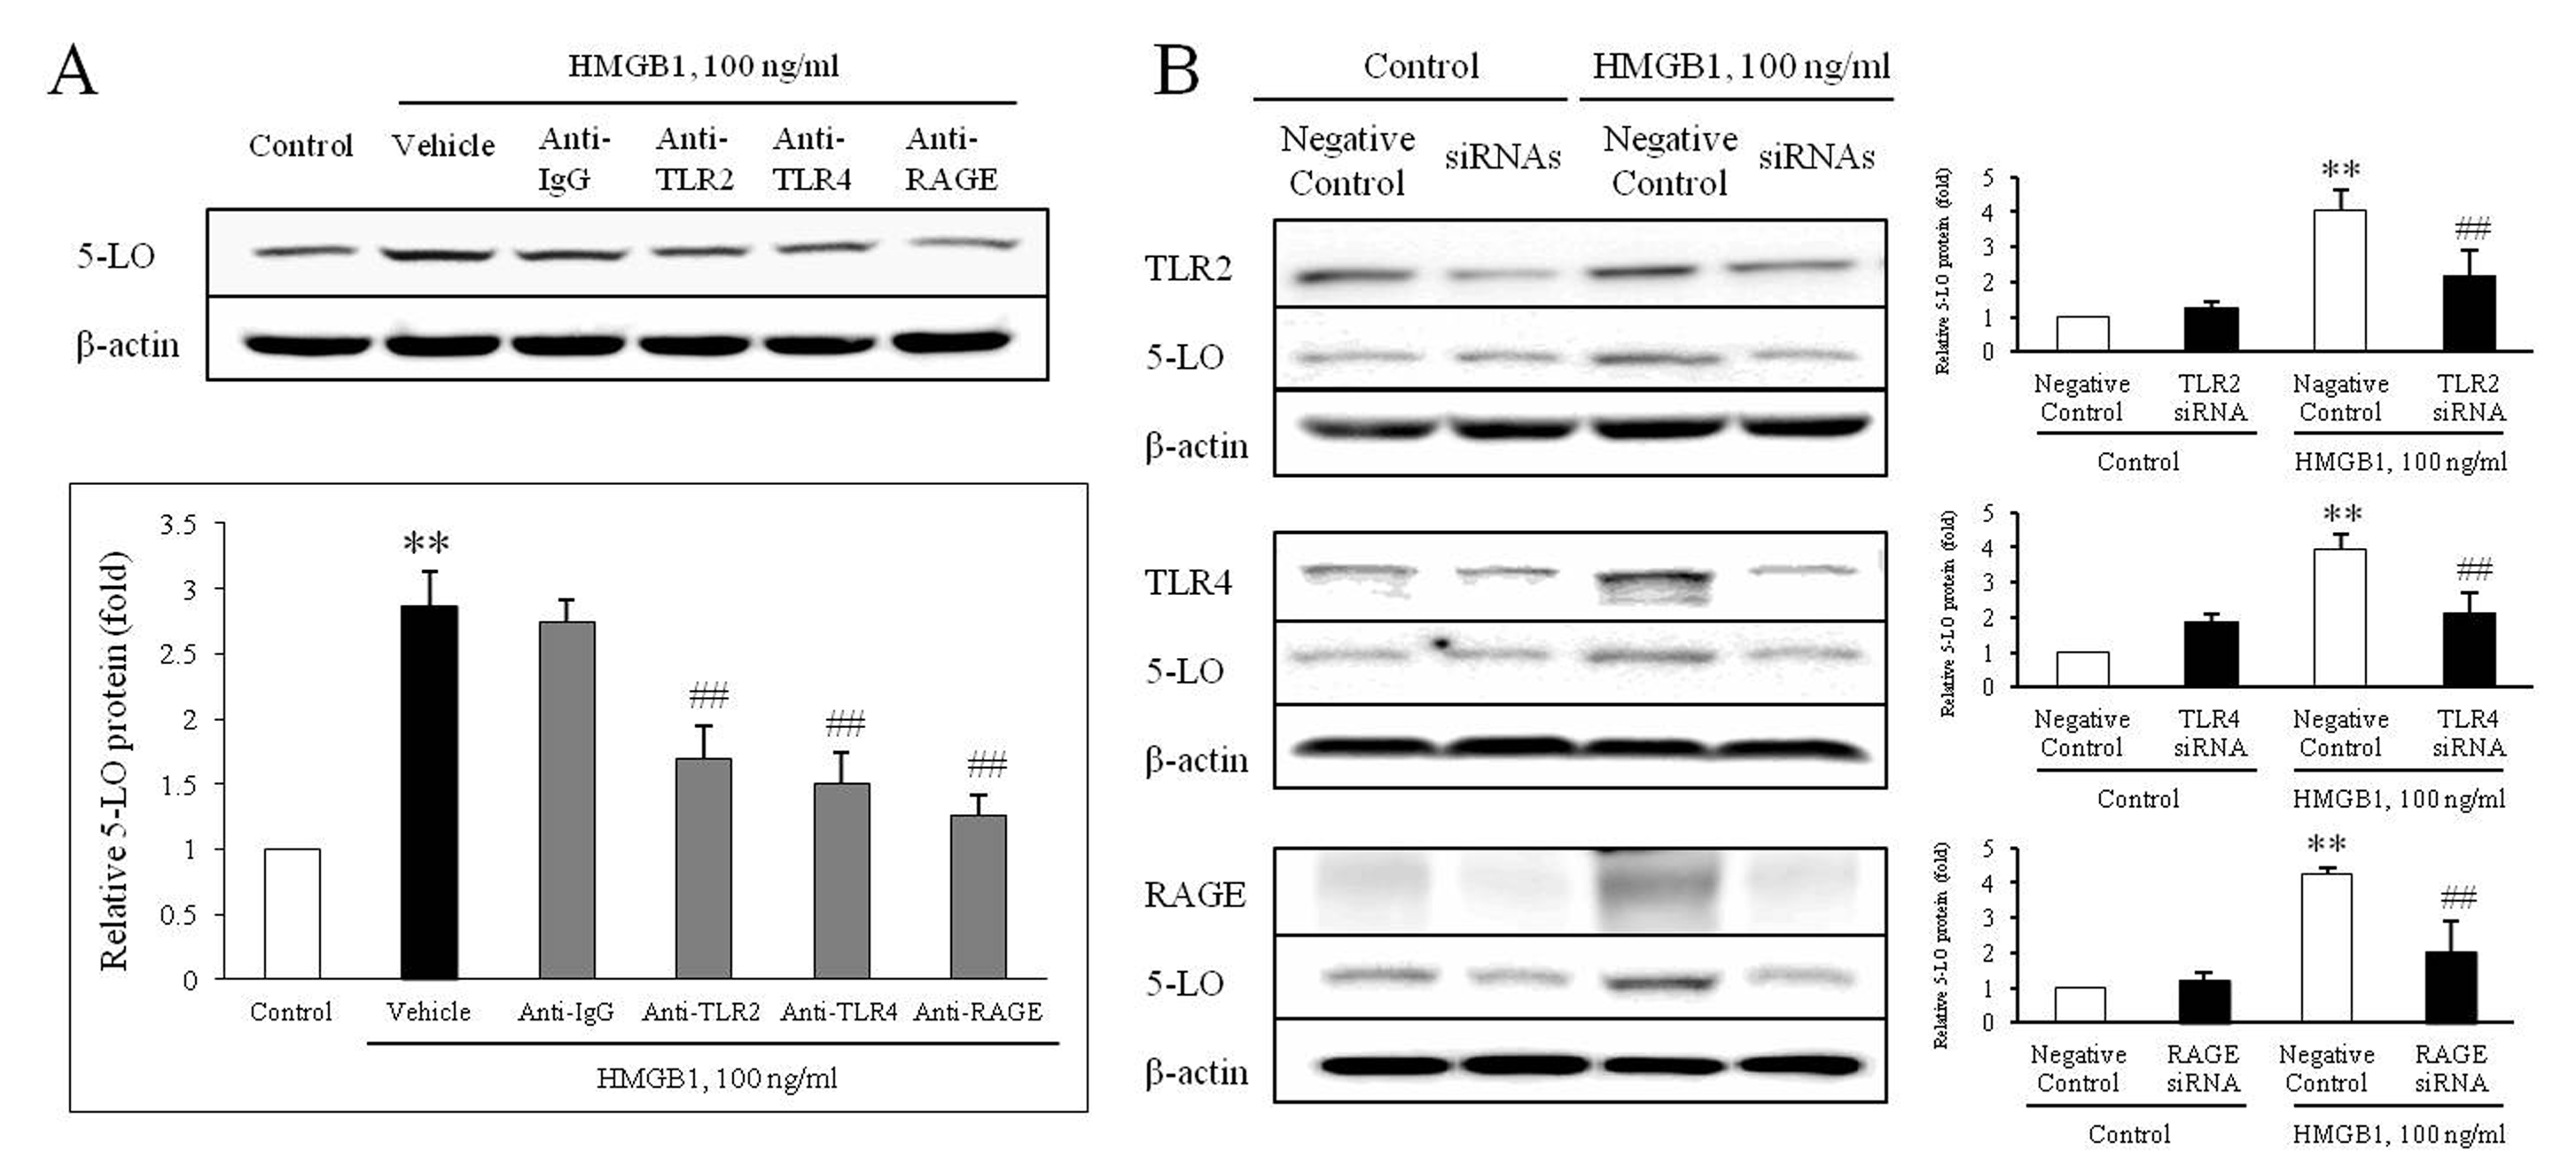 A
HMGB1, 100 ng/ml
Control Vehicle Anti- Anti- Anti- Anti-
IgG TLR2 TLR4 RAGE
5-LO
β-actin
Relative 5-LO protein (fold)
3.5
3
2.5
2
1.5
1
0.5
0
**
##
##
##
Control Vehicle Anti-IgG Anti-TLR2 Anti-TLR4 Anti-RAGE
HMGB1, 100 ng/ml
B
Control HMGB1, 100 ng/ml
Negative siRNAs Negative siRNAs
Control Control
TLR2
5-LO
β-actin
Relative 5-LO protein (fold)
5
4
3
2
1
0
**
##
Negative TLR2 Nagative TLR2
Control siRNA Control siRNA
Control HMGB1, 100 ng/ml
TLR4
5-LO
β-actin
Relative 5-LO protein (fold)
5
4
3
2
1
0
**
##
Negative TLR4 Negative TLR4
Control siRNA Control siRNA
Control HMGB1, 100 ng/ml
RAGE
5-LO
β-actin
Relative 5-LO protein (fold)
5
4
3
2
1
0
**
##
Negative RAGE Negative RAGE
Control siRNA Control siRNA
Control HMGB1, 100 ng/ml